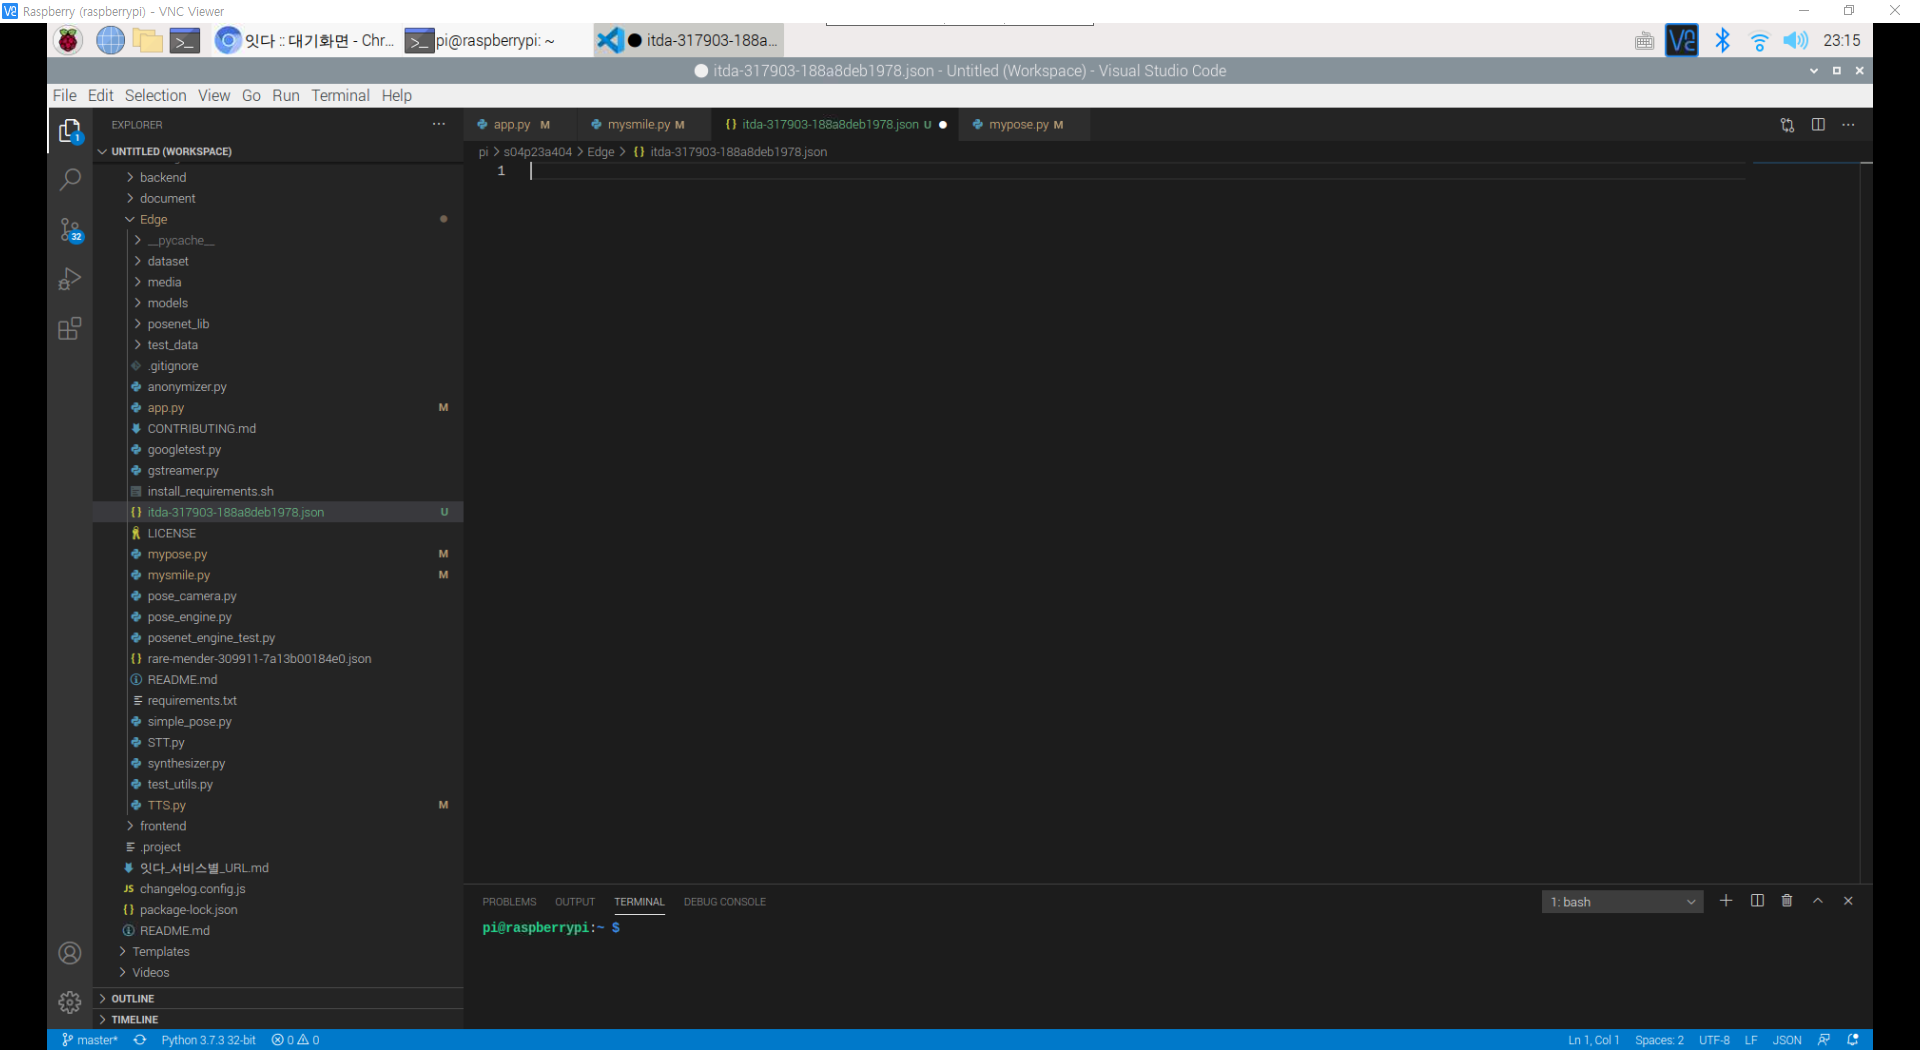 Raspberry (raspberrypi) - VNC Viewer
잇다 :: 대기화면 - Chr...
pi@raspberrypi: ~
itda-317903-188a...
23:15
itda-317903-188a8deb1978.json - Untitled (Workspace) - Visual Studio Code
File Edit Selection View Go Run Terminal Help
EXPLORER
app.py M
mysmile.py M
itda-317903-188a8deb1978.json U
mypose.py M
UNTITLED (WORKSPACE)
pi > s04p23a404 > Edge > {} itda-317903-188a8deb1978.json
1
1
32
backend
document
Edge
__pycache__
dataset
media
models
posenet_lib
test_data
.gitignore
anonymizer.py
app.py M
CONTRIBUTING.md
googletest.py
gstreamer.py
install_requirements.sh
{} itda-317903-188a8deb1978.json U
LICENSE
mypose.py M
mysmile.py M
pose_camera.py
pose_engine.py
posenet_engine_test.py
{} rare-mender-309911-7a13b00184e0.json
README.md
requirements.txt
simple_pose.py
STT.py
synthesizer.py
test_utils.py
TTS.py M
frontend
.project
잇다_서비스별_URL.md
JS changelog.config.js
{} package-lock.json
README.md
Templates
Videos
OUTLINE
TIMELINE
PROBLEMS OUTPUT TERMINAL DEBUG CONSOLE
1: bash
pi@raspberrypi:~ $
master* Python 3.7.3 32-bit 0 0
Ln 1, Col 1 Spaces: 2 UTF-8 LF JSON